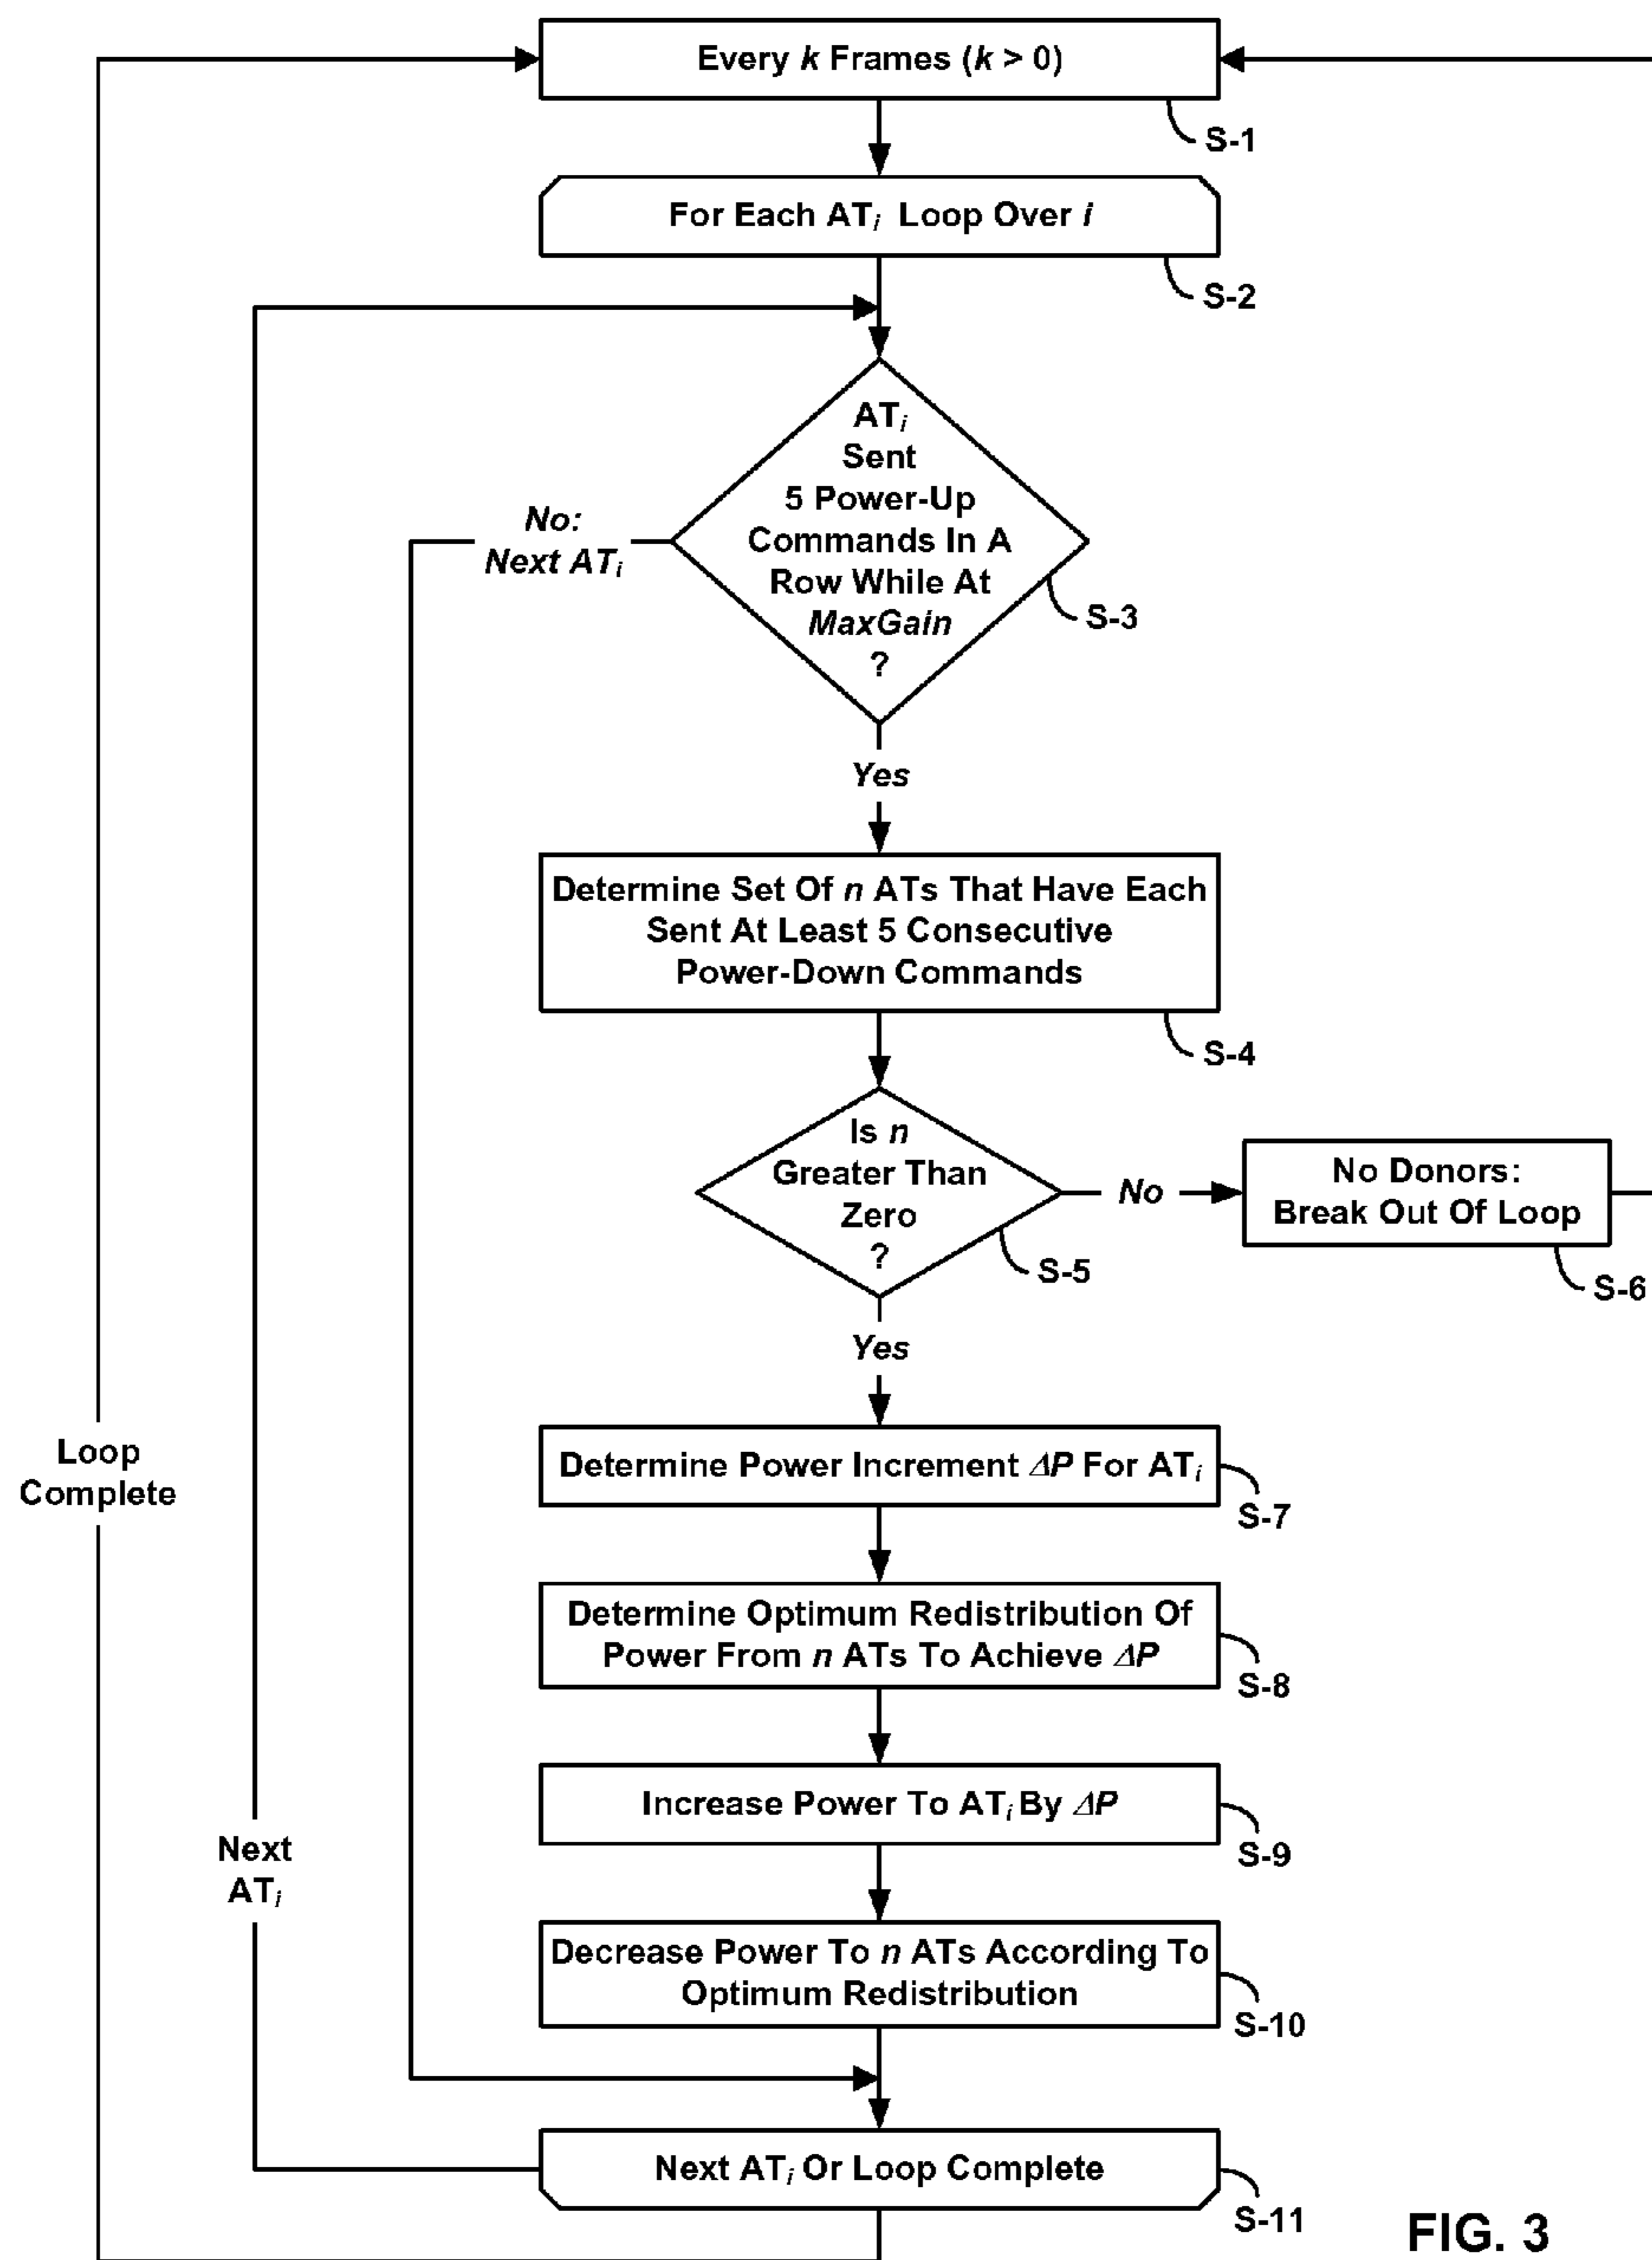 Every k Frames (k > 0)
S-1
For Each ATi Loop Over i
S-2
ATi
Sent
5 Power-Up
Commands In A
Row While At
MaxGain
?
S-3
No:
Next ATi
Yes
Determine Set Of n ATs That Have Each
Sent At Least 5 Consecutive
Power-Down Commands
S-4
Is n
Greater Than
Zero
?
S-5
No
No Donors:
Break Out Of Loop
S-6
Yes
Determine Power Increment ΔP For ATi
S-7
Loop
Complete
Determine Optimum Redistribution Of
Power From n ATs To Achieve ΔP
S-8
Increase Power To ATi By ΔP
S-9
Next
ATi
Decrease Power To n ATs According To
Optimum Redistribution
S-10
Next ATi Or Loop Complete
S-11
FIG. 3